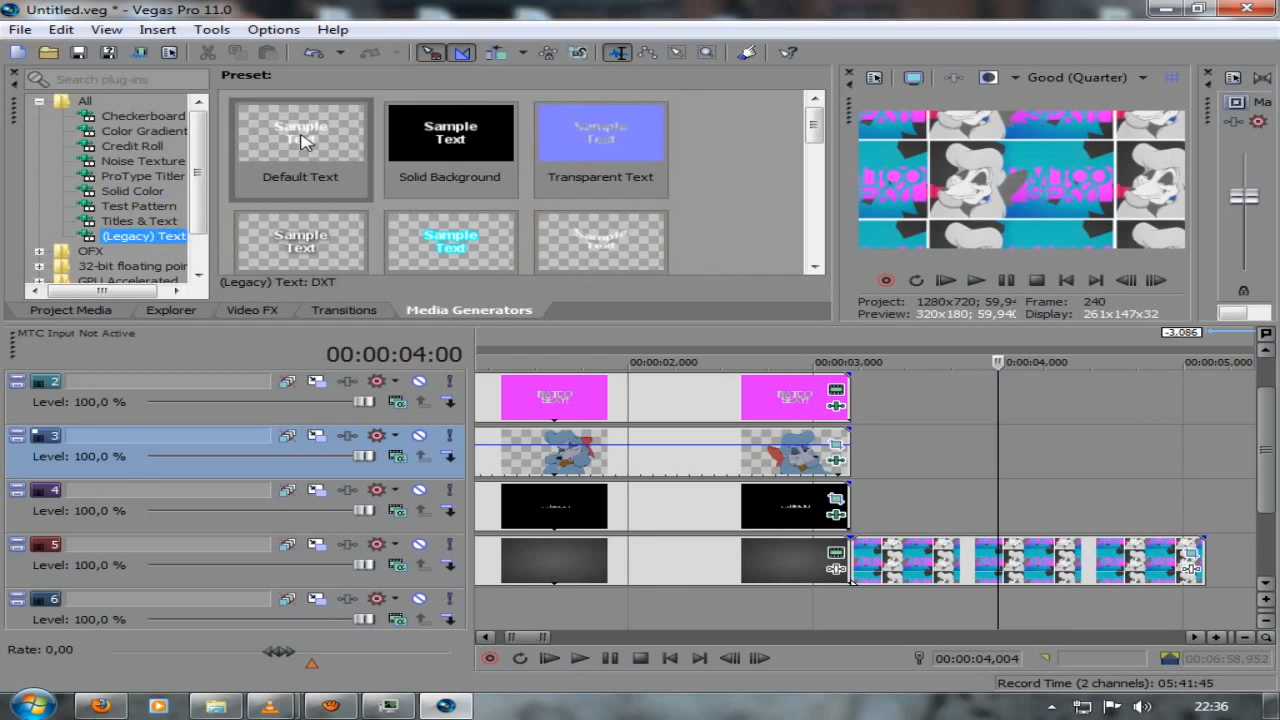 Untitled.veg * - Vegas Pro 11.0
File Edit View Insert Tools Options Help
Search plug-ins
Preset:
Good (Quarter)
Ma
All
Checkerboard
Color Gradient
Credit Roll
Noise Texture
ProType Titler
Solid Color
Test Pattern
Titles & Text
(Legacy) Text
OFX
32-bit floating poin
GPU Accelerated
Sample
Default Text
Sample
Text
Solid Background
Sample
Text
Transparent Text
Sample
Text
Sample
Text
Sample
Text
(Legacy) Text: DXT
Project Media Explorer Video FX Transitions Media Generators
Project: 1280x720; 59,94 Frame: 240
Preview: 320x180; 59,940 Display: 261x147x32
MTC Input Not Active
00:00:04:00
-3,086
00:00:02,000 00:00:03,000 00:00:04,000 00:00:05,000
2
Level: 100,0 %
3
Level: 100,0 %
4
Level: 100,0 %
5
Level: 100,0 %
6
Level: 100,0 %
Rate: 0,00
00:00:04,004
00:06:58,952
Record Time (2 channels): 05:41:45
22:36